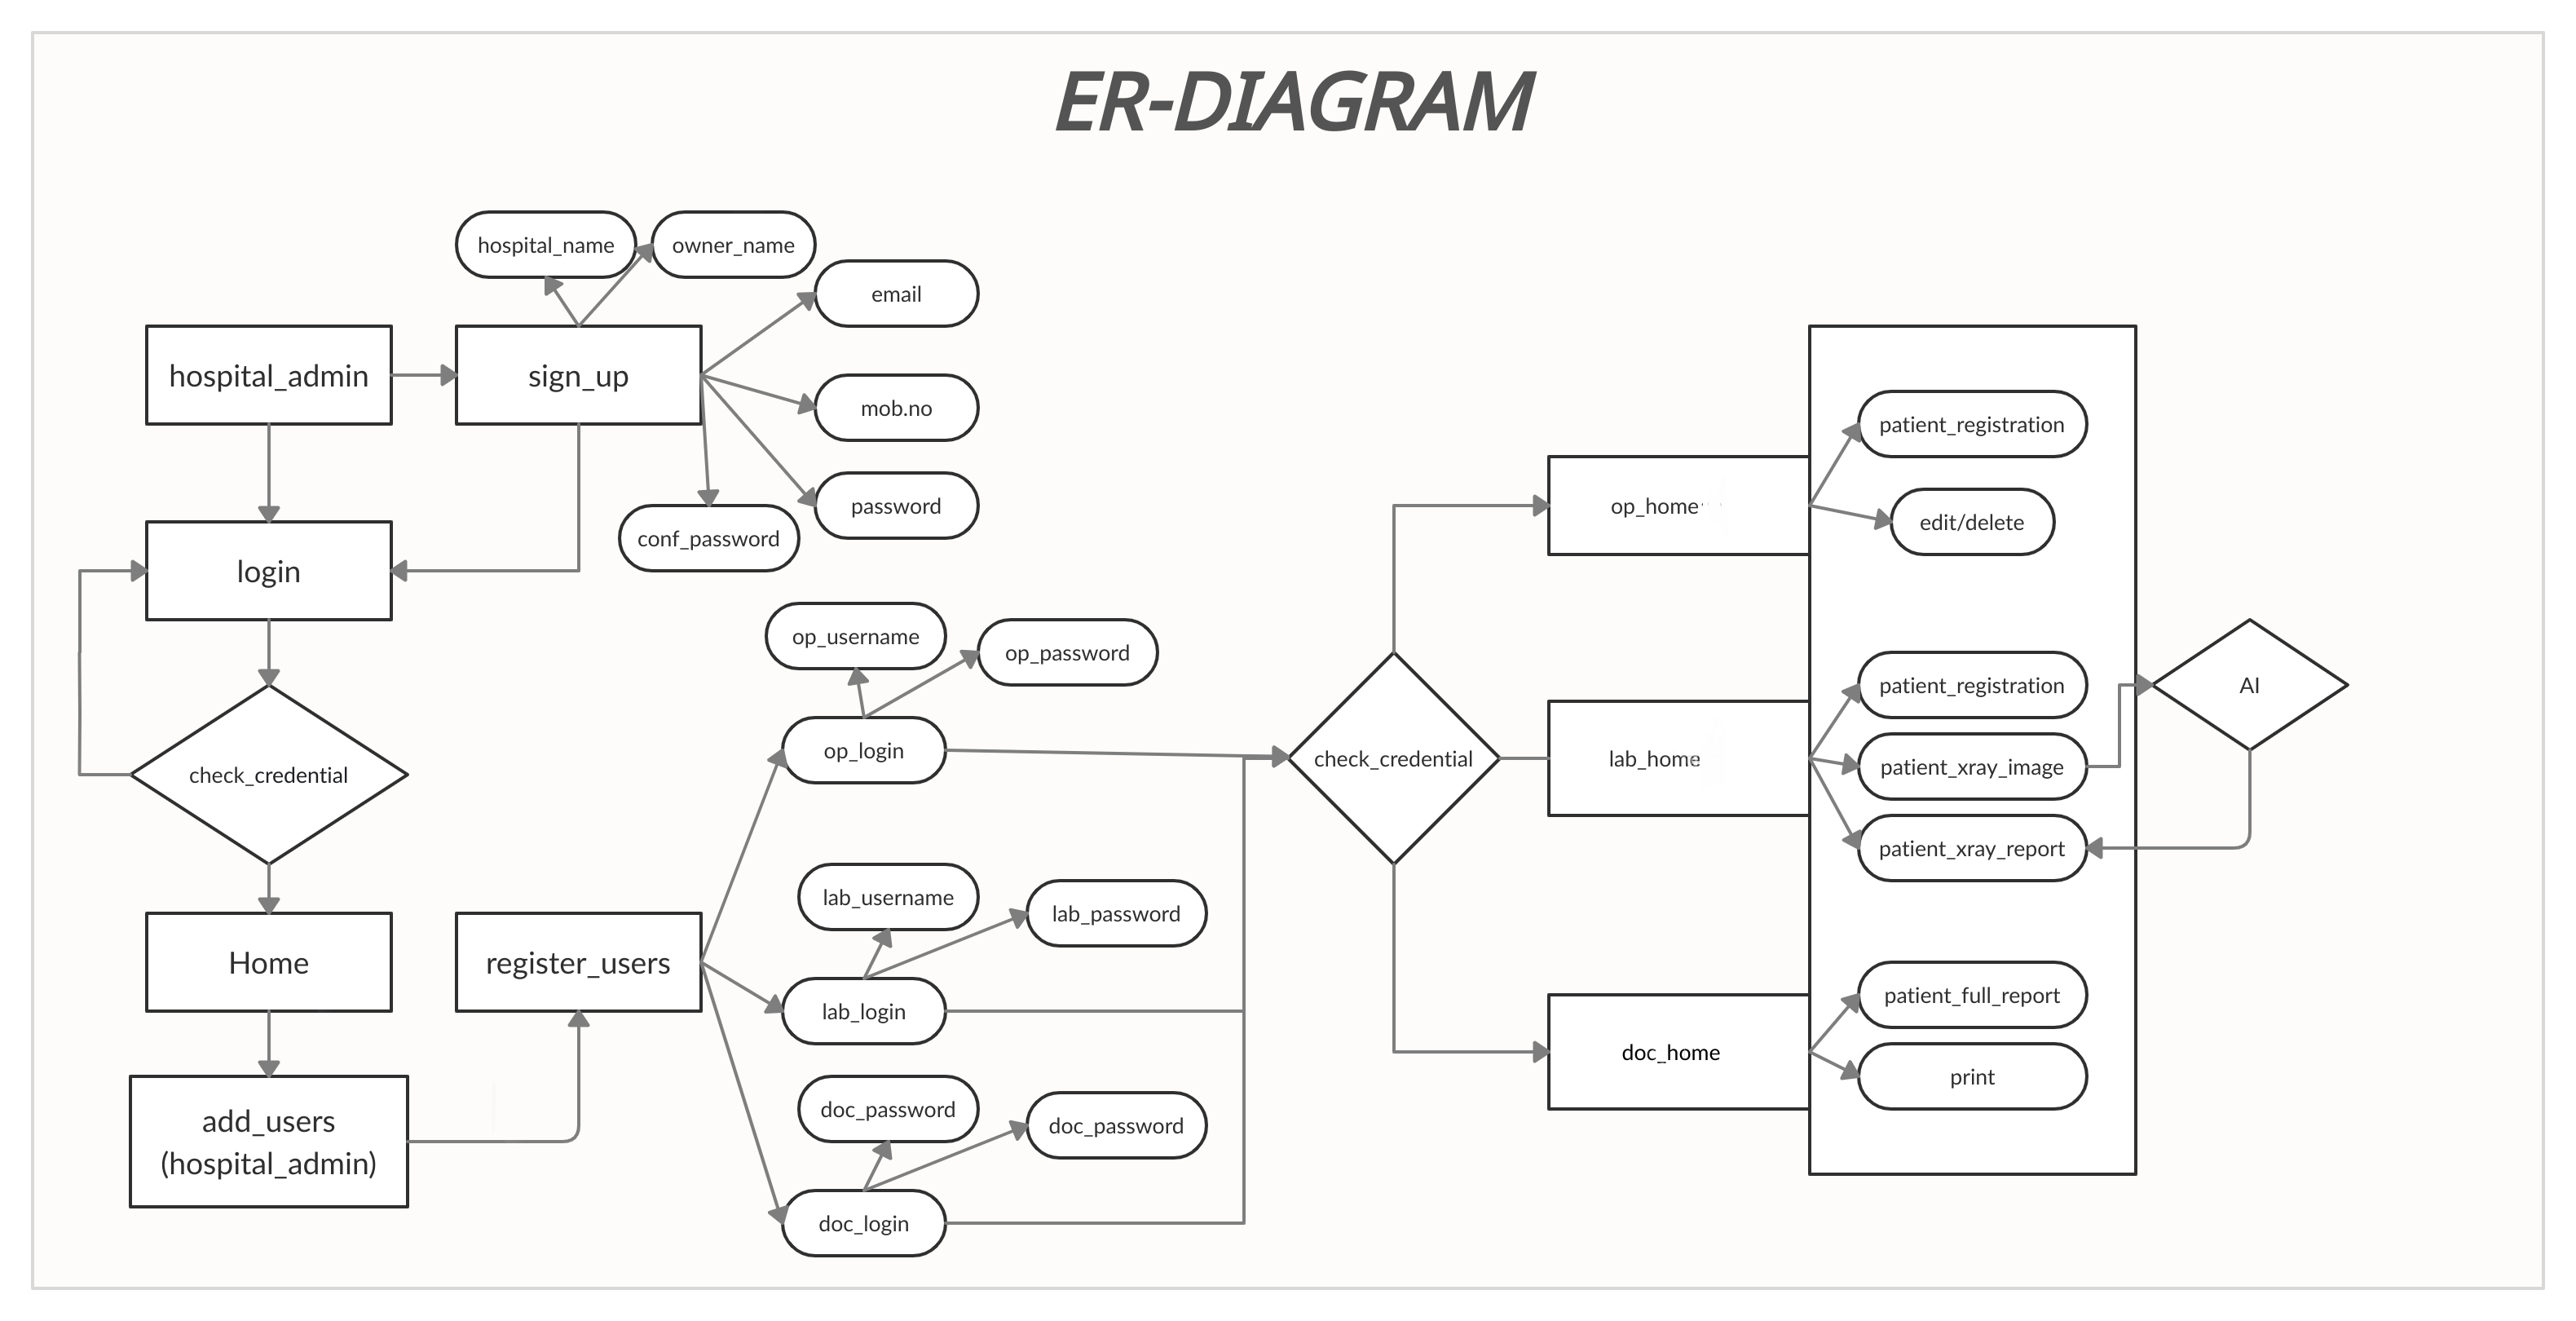 ER-DIAGRAM
hospital_name
owner_name
email
hospital_admin
sign_up
mob.no
password
conf_password
login
check_credential
Home
add_users
(hospital_admin)
register_users
op_username
op_password
op_login
lab_username
lab_password
lab_login
doc_password
doc_password
doc_login
check_credential
op_home
patient_registration
edit/delete
lab_home
patient_registration
patient_xray_image
patient_xray_report
AI
doc_home
patient_full_report
print